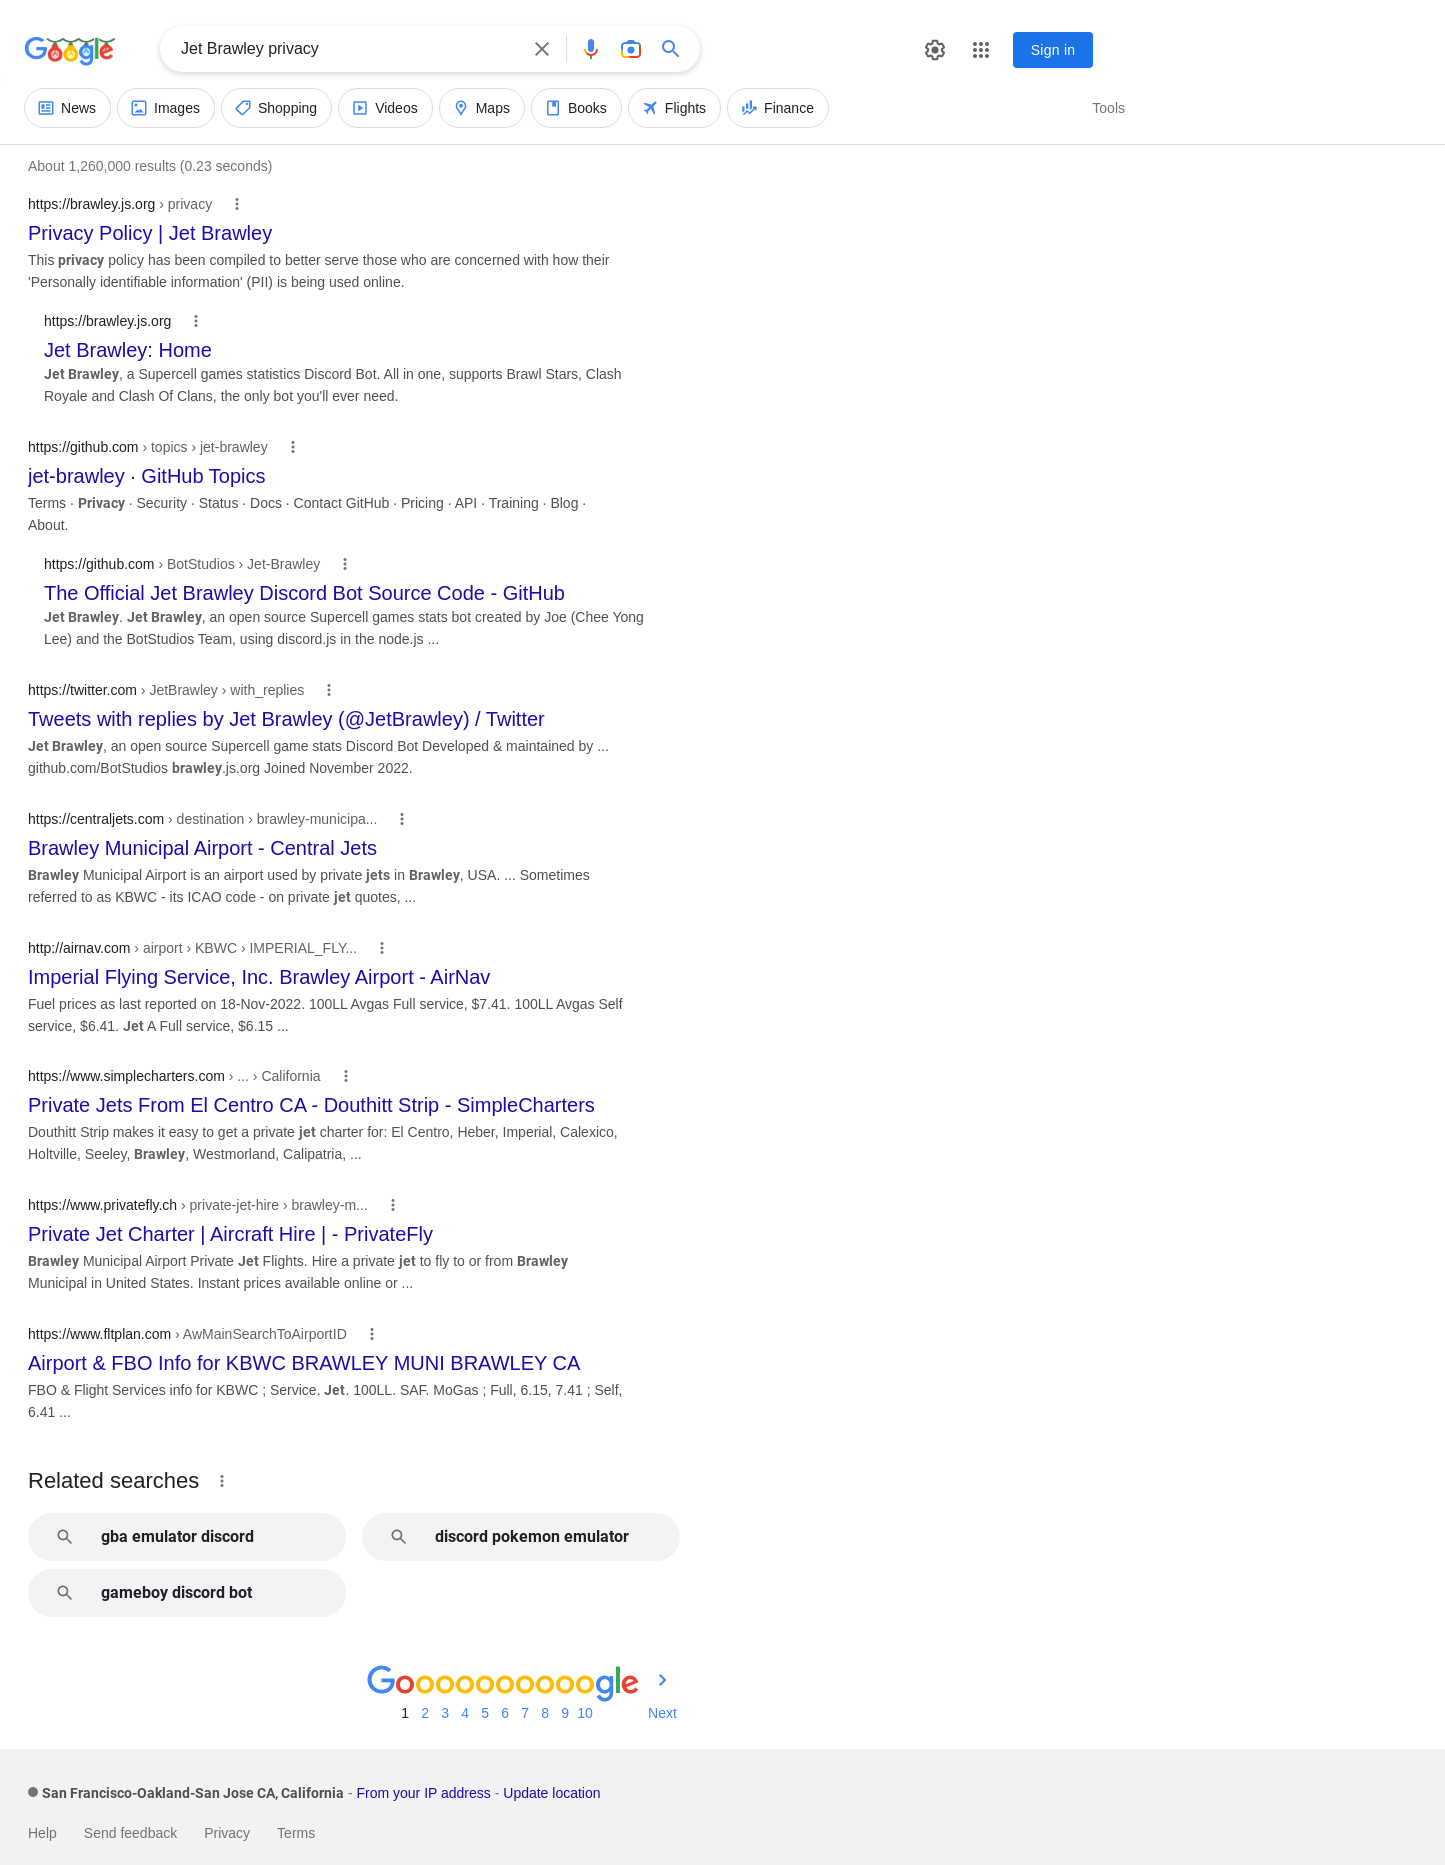 Google
Jet Brawley privacy
Sign in
News Images Shopping Videos Maps Books Flights Finance Tools
About 1,260,000 results (0.23 seconds)
https://brawley.js.org › privacy
Privacy Policy | Jet Brawley
This privacy policy has been compiled to better serve those who are concerned with how their
'Personally identifiable information' (PII) is being used online.
https://brawley.js.org
Jet Brawley: Home
Jet Brawley, a Supercell games statistics Discord Bot. All in one, supports Brawl Stars, Clash
Royale and Clash Of Clans, the only bot you'll ever need.
https://github.com › topics › jet-brawley
jet-brawley · GitHub Topics
Terms · Privacy · Security · Status · Docs · Contact GitHub · Pricing · API · Training · Blog ·
About.
https://github.com › BotStudios › Jet-Brawley
The Official Jet Brawley Discord Bot Source Code - GitHub
Jet Brawley. Jet Brawley, an open source Supercell games stats bot created by Joe (Chee Yong
Lee) and the BotStudios Team, using discord.js in the node.js ...
https://twitter.com › JetBrawley › with_replies
Tweets with replies by Jet Brawley (@JetBrawley) / Twitter
Jet Brawley, an open source Supercell game stats Discord Bot Developed & maintained by ...
github.com/BotStudios brawley.js.org Joined November 2022.
https://centraljets.com › destination › brawley-municipa...
Brawley Municipal Airport - Central Jets
Brawley Municipal Airport is an airport used by private jets in Brawley, USA. ... Sometimes
referred to as KBWC - its ICAO code - on private jet quotes, ...
http://airnav.com › airport › KBWC › IMPERIAL_FLY...
Imperial Flying Service, Inc. Brawley Airport - AirNav
Fuel prices as last reported on 18-Nov-2022. 100LL Avgas Full service, $7.41. 100LL Avgas Self
service, $6.41. Jet A Full service, $6.15 ...
https://www.simplecharters.com › ... › California
Private Jets From El Centro CA - Douthitt Strip - SimpleCharters
Douthitt Strip makes it easy to get a private jet charter for: El Centro, Heber, Imperial, Calexico,
Holtville, Seeley, Brawley, Westmorland, Calipatria, ...
https://www.privatefly.ch › private-jet-hire › brawley-m...
Private Jet Charter | Aircraft Hire | - PrivateFly
Brawley Municipal Airport Private Jet Flights. Hire a private jet to fly to or from Brawley
Municipal in United States. Instant prices available online or ...
https://www.fltplan.com › AwMainSearchToAirportID
Airport & FBO Info for KBWC BRAWLEY MUNI BRAWLEY CA
FBO & Flight Services info for KBWC ; Service. Jet. 100LL. SAF. MoGas ; Full, 6.15, 7.41 ; Self,
6.41 ...
Related searches
gba emulator discord discord pokemon emulator
gameboy discord bot
Goooooooooogle
1 2 3 4 5 6 7 8 9 10 Next
San Francisco-Oakland-San Jose CA, California - From your IP address - Update location
Help Send feedback Privacy Terms